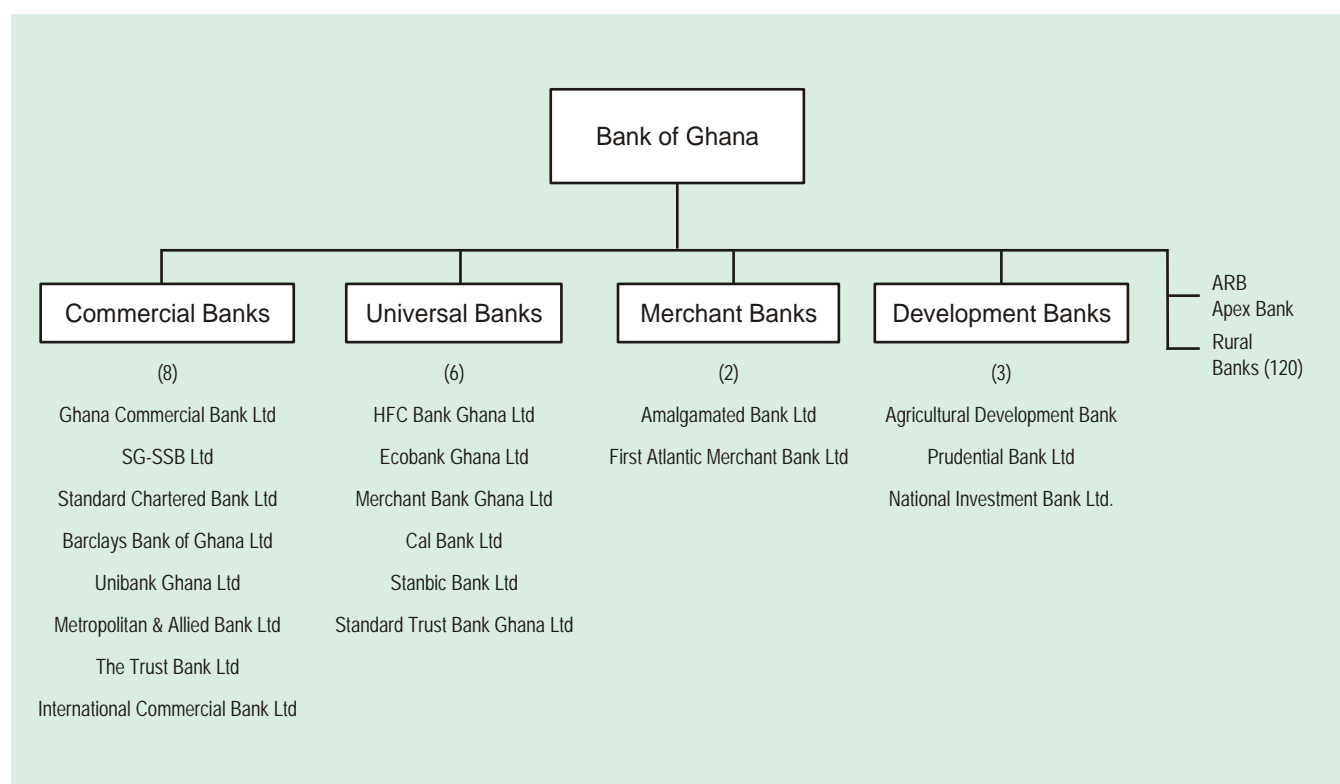 Bank of Ghana
Commercial Banks
(8)
Ghana Commercial Bank Ltd
SG-SSB Ltd
Standard Chartered Bank Ltd
Barclays Bank of Ghana Ltd
Unibank Ghana Ltd
Metropolitan & Allied Bank Ltd
The Trust Bank Ltd
International Commercial Bank Ltd
Universal Banks
(6)
HFC Bank Ghana Ltd
Ecobank Ghana Ltd
Merchant Bank Ghana Ltd
Cal Bank Ltd
Stanbic Bank Ltd
Standard Trust Bank Ghana Ltd
Merchant Banks
(2)
Amalgamated Bank Ltd
First Atlantic Merchant Bank Ltd
Development Banks
(3)
Agricultural Development Bank
Prudential Bank Ltd
National Investment Bank Ltd.
ARB
Apex Bank
Rural
Banks (120)